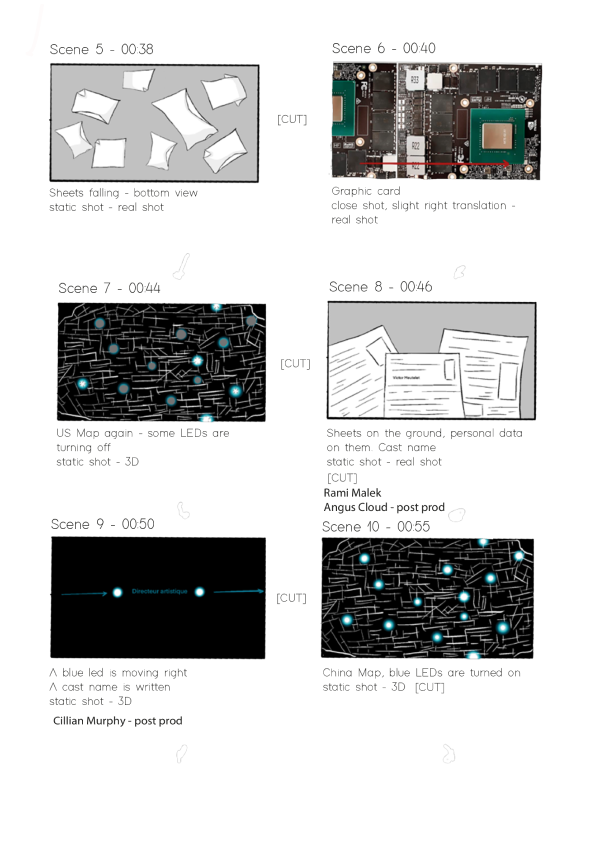 Scene 5 - 00:38
Scene 6 - 00:40
R33
R22
R22
[CUT]
Sheets falling - bottom view
static shot - real shot
Graphic card
close shot, slight right translation -
real shot
Scene 7 - 00:44
Scene 8 - 00:46
[CUT]
US Map again - some LEDs are
turning off
static shot - 3D
Sheets on the ground, personal data
on them. Cast name
static shot - real shot
[CUT]
Rami Malek
Angus Cloud - post prod
Scene 9 - 00:50
Scene 10 - 00:55
Directeur artistique
[CUT]
A blue led is moving right
A cast name is written
static shot - 3D
Cillian Murphy - post prod
China Map, blue LEDs are turned on
static shot - 3D [CUT]